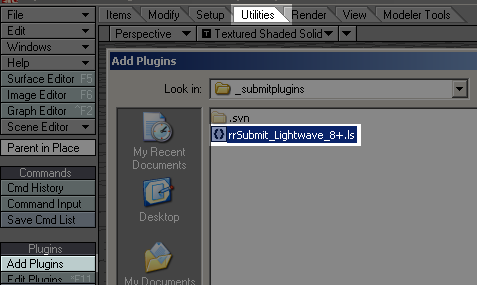 File Items Modify Setup Utilities Render View Modeler Tools
Edit Perspective T Textured Shaded Solid
Windows
Help
Surface Editor F5
Image Editor F6
Graph Editor ^F2
Scene Editor
Parent in Place
Commands
Cmd History
Command Input
Save Cmd List
Plugins
Add Plugins
Edit Plugins ^F11
Add Plugins
Look in: _submitplugins
My Recent
Documents
Desktop
My Documents
.svn
rrSubmit_Lightwave_8+.ls